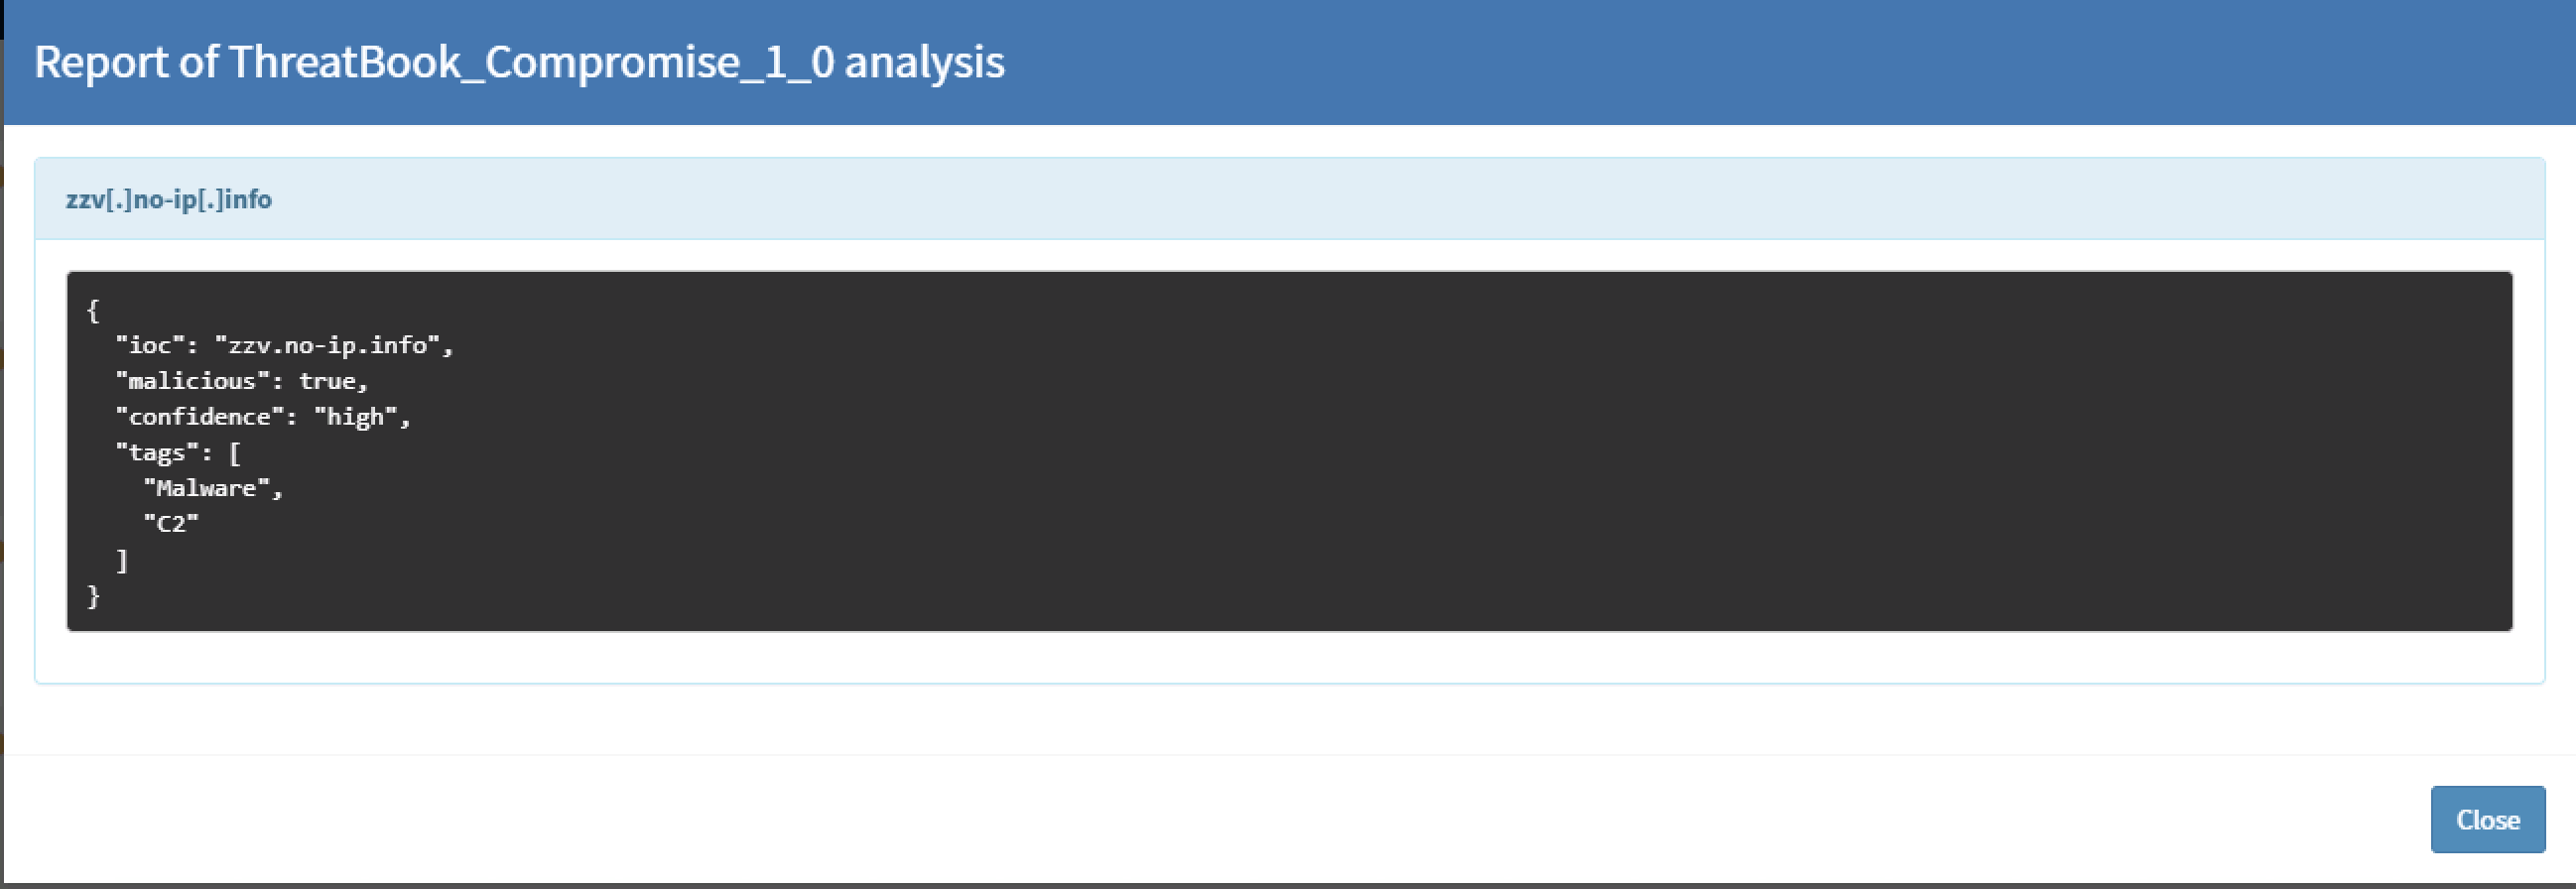 Report of ThreatBook_Compromise_1_0 analysis
zzv[.]no-ip[.]info
{
  "ioc": "zzv.no-ip.info",
  "malicious": true,
  "confidence": "high",
  "tags": [
    "Malware",
    "C2"
  ]
}
Close